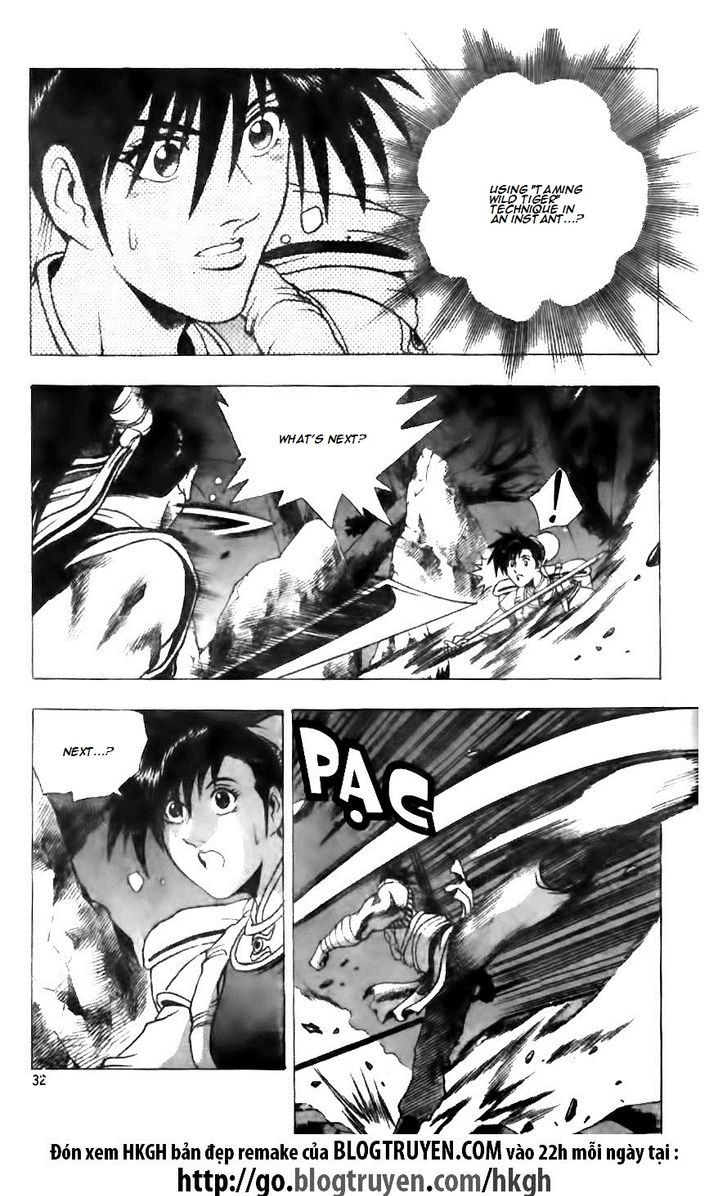 USING "TAMING
WILD TIGER"
TECHNIQUE IN
AN INSTANT...?
WHAT'S NEXT?
!
NEXT...?
PẠC
32
Đón xem HKGH bản đẹp remake của BLOGTRUYEN.COM vào 22h mỗi ngày tại :
http://go.blogtruyen.com/hkgh